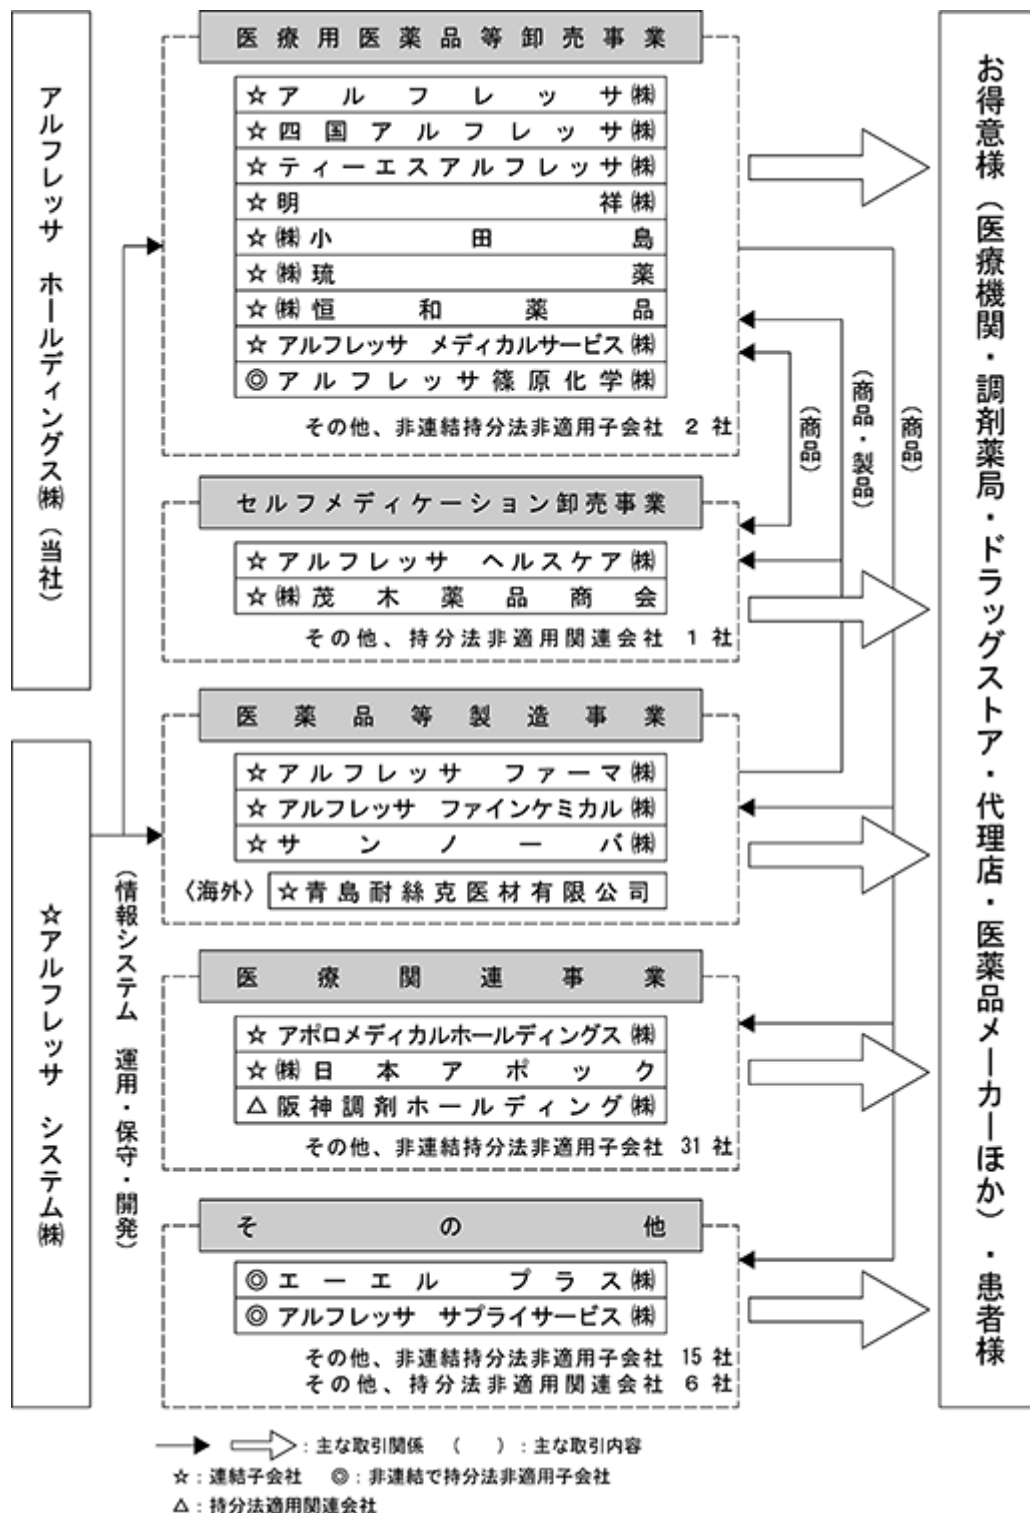 アルフレッサ ホールディングス㈱（当社）
☆アルフレッサ システム㈱
（情報システム 運用・保守・開発）
医療用医薬品等卸売事業
☆アルフレッサ㈱
☆四国アルフレッサ㈱
☆ティーエスアルフレッサ㈱
☆明祥㈱
☆㈱小田島
☆㈱琉薬
☆㈱恒和薬品
☆アルフレッサ メディカルサービス㈱
◎アルフレッサ篠原化学㈱
その他、非連結持分法非適用子会社 2 社
セルフメディケーション卸売事業
☆アルフレッサ ヘルスケア㈱
☆㈱茂木薬品商会
その他、持分法非適用関連会社 1 社
医薬品等製造事業
☆アルフレッサ ファーマ㈱
☆アルフレッサ ファインケミカル㈱
☆サンノーバ㈱
〈海外〉☆青島耐絲克医材有限公司
医療関連事業
☆アポロメディカルホールディングス㈱
☆㈱日本アポック
△阪神調剤ホールディング㈱
その他、非連結持分法非適用子会社 31 社
その他
◎エーエル プラス㈱
◎アルフレッサ サプライサービス㈱
その他、非連結持分法非適用子会社 15 社
その他、持分法非適用関連会社 6 社
（商品）
（商品・製品）
（商品）
お得意様（医療機関・調剤薬局・ドラッグストア・代理店・医薬品メーカーほか）・患者様
：主な取引関係 （ ）：主な取引内容
☆：連結子会社 ◎：非連結で持分法非適用子会社
△：持分法適用関連会社